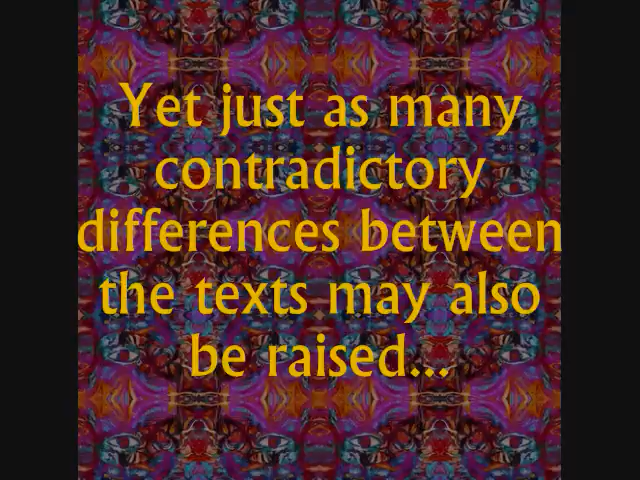 Yet just as many
contradictory
differences between
the texts may also
be raised...